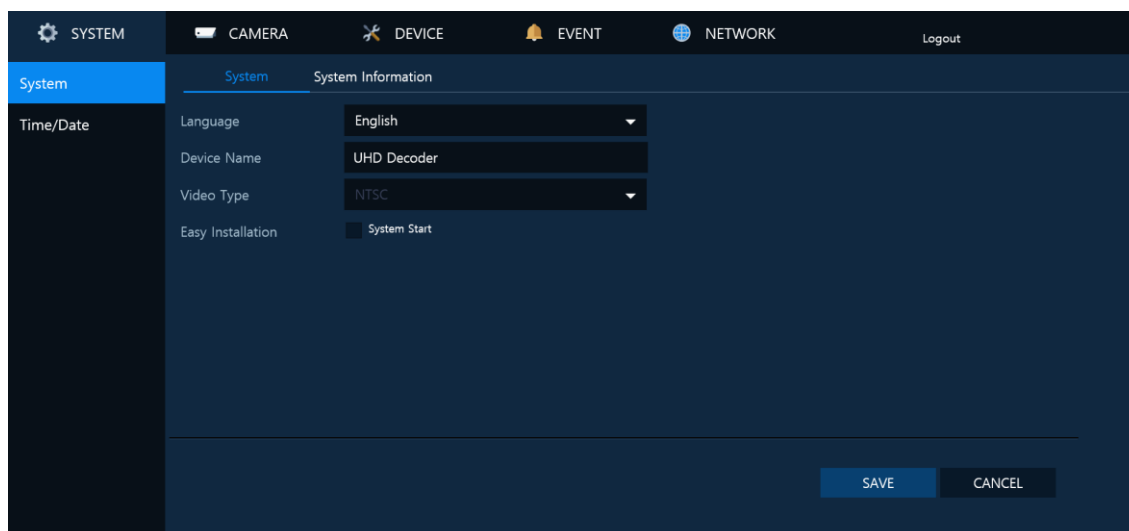 SYSTEM CAMERA DEVICE EVENT NETWORK Logout
System
Time/Date
System System Information
Language English
Device Name UHD Decoder
Video Type NTSC
Easy Installation System Start
SAVE CANCEL